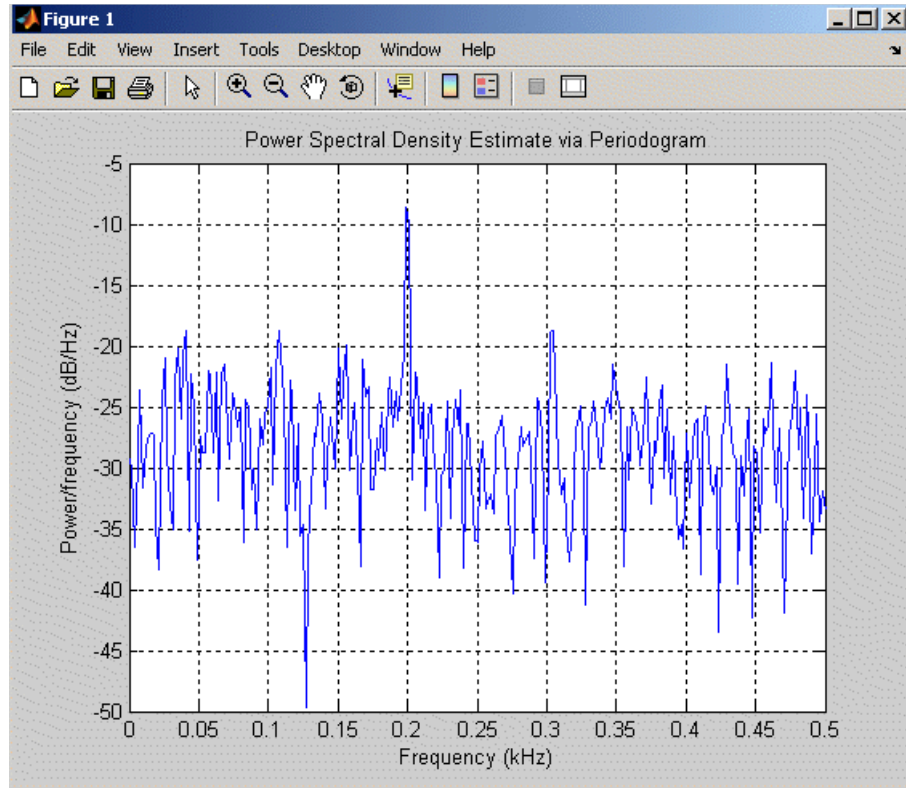 Figure 1
File Edit View Insert Tools Desktop Window Help
Power Spectral Density Estimate via Periodogram
Power/frequency (dB/Hz)
-5
-10
-15
-20
-25
-30
-35
-40
-45
-50
0 0.05 0.1 0.15 0.2 0.25 0.3 0.35 0.4 0.45 0.5
Frequency (kHz)